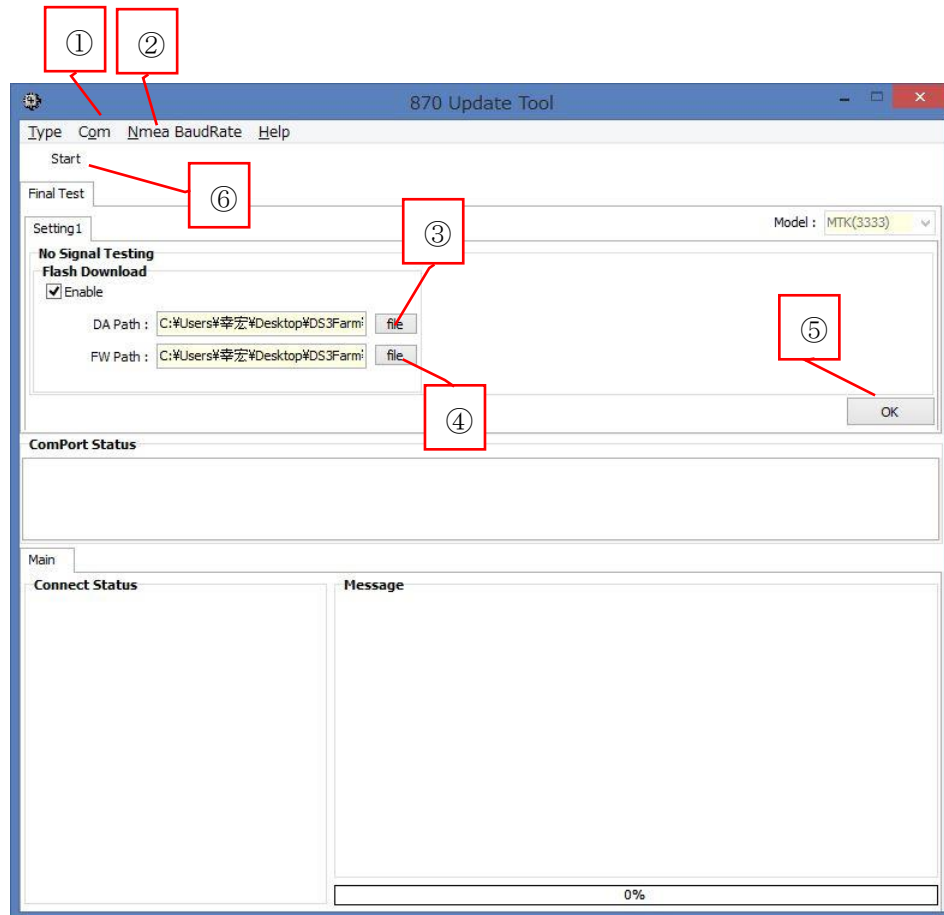 ① ②
870 Update Tool
Type Com Nmea BaudRate Help
Start
⑥
Final Test
③
Setting1
Model : MTK(3333)
No Signal Testing
Flash Download
Enable
⑤
DA Path : C:¥Users¥幸宏¥Desktop¥DS3Farm file
FW Path : C:¥Users¥幸宏¥Desktop¥DS3Farm file
④
OK
ComPort Status
Main
Connect Status
Message
0%